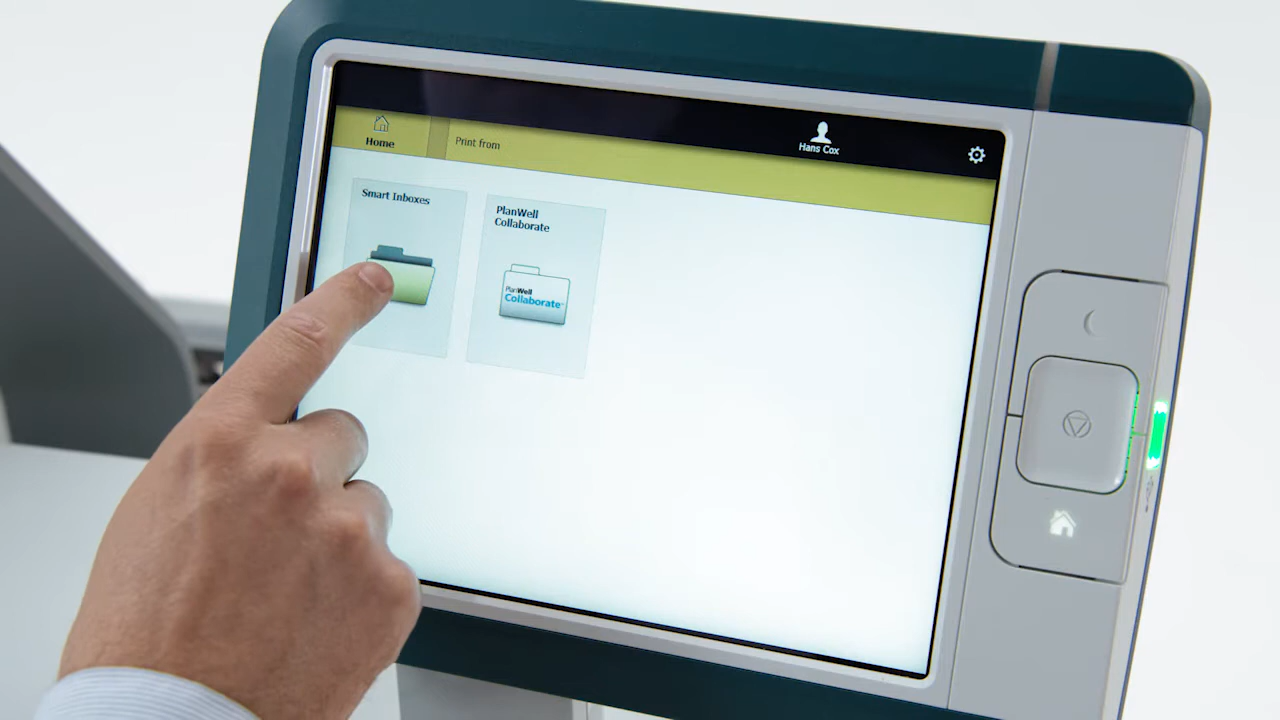 Home
Print from
Hans Cox
Smart Inboxes
PlanWell
Collaborate
PlanWell
Collaborate